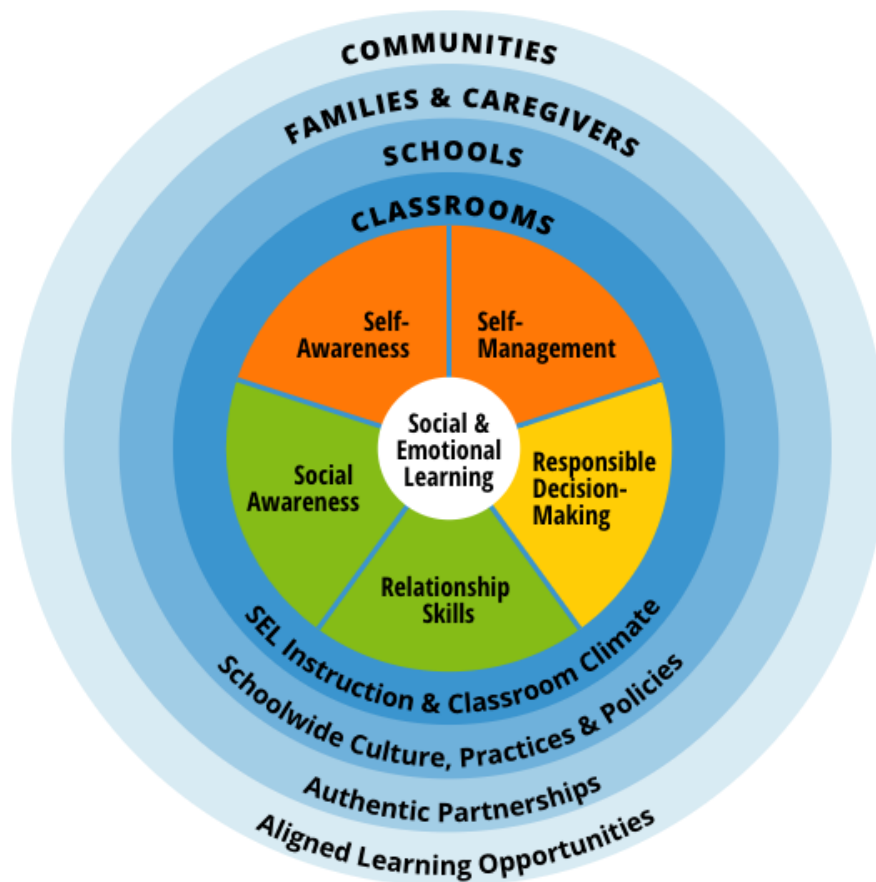 COMMUNITIES
FAMILIES & CAREGIVERS
SCHOOLS
CLASSROOMS
Self-
Awareness
Self-
Management
Social &
Emotional
Learning
Social
Awareness
Responsible
Decision-
Making
Relationship
Skills
SEL Instruction & Classroom Climate
Schoolwide Culture, Practices & Policies
Authentic Partnerships
Aligned Learning Opportunities